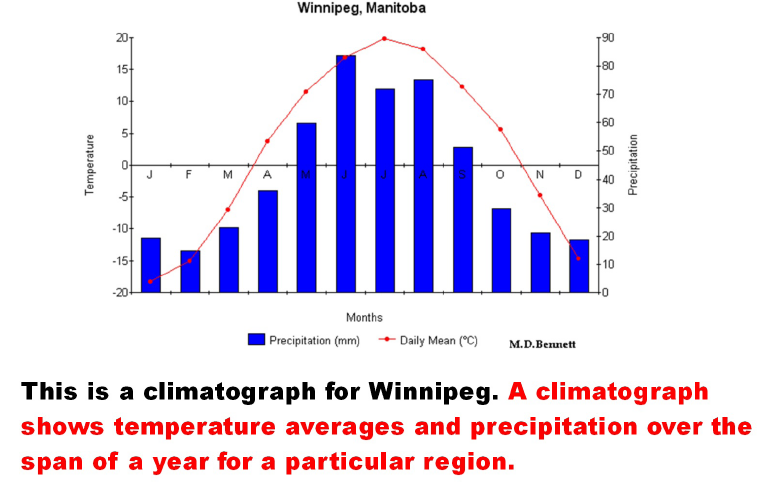 Winnipeg, Manitoba
20 90
80
15
70
10 60
5 50
0
J F M A M J J A S O N D
40
-5
30
-10
20
-15
10
-20 0
Temperature
Precipitation
Months
Precipitation (mm) Daily Mean (°C) M.D.Bennett
This is a climatograph for Winnipeg. A climatograph
shows temperature averages and precipitation over the
span of a year for a particular region.